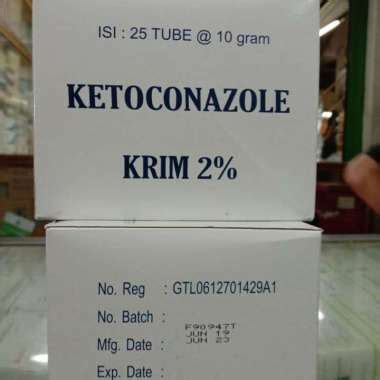 ISI : 25 TUBE @ 10 gram
KETOCONAZOLE
KRIM 2%
No. Reg : GTL0612701429A1
No. Batch :
F90947T
Mfg. Date : JUN 19
JUN 23
Exp. Date :